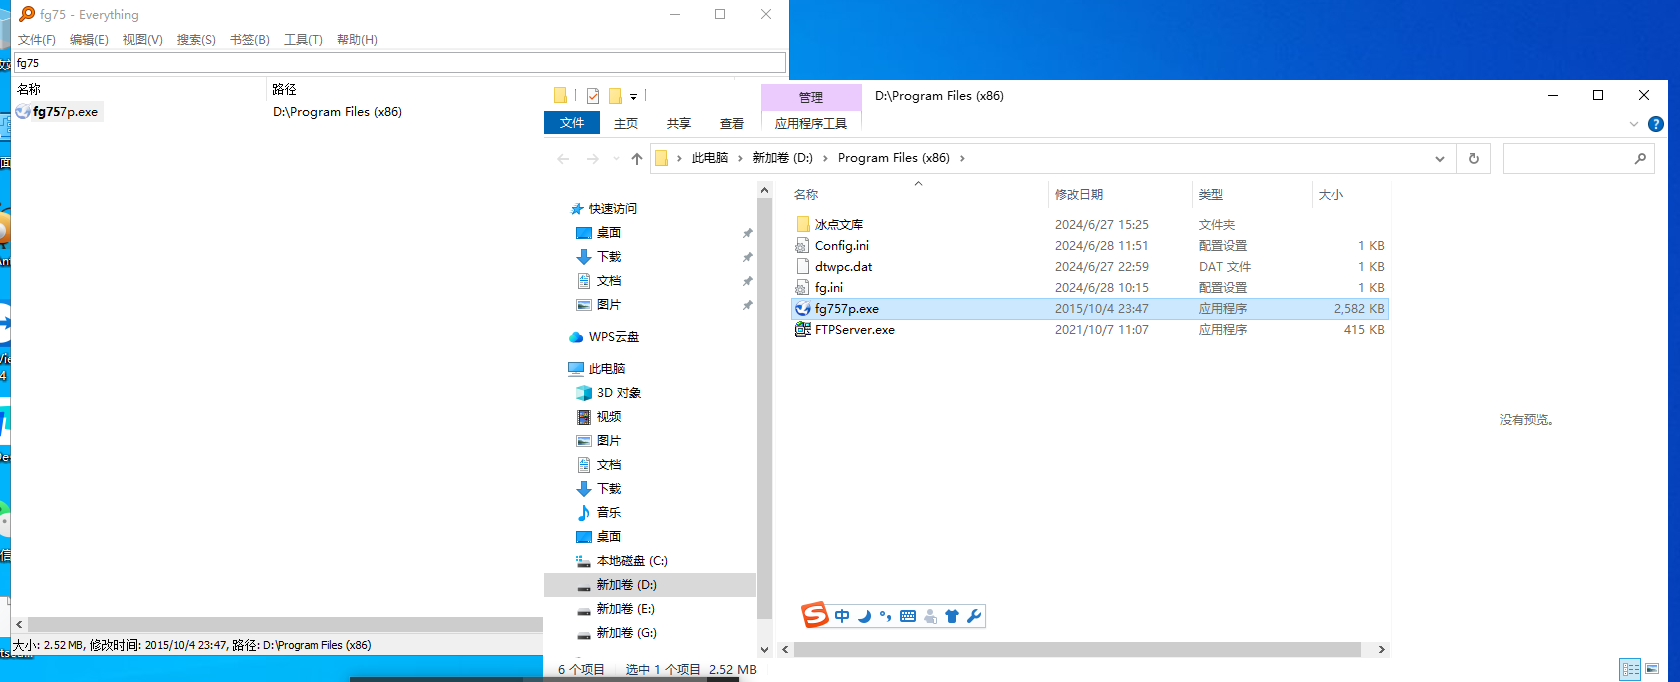 fg75 - Everything
文件(F) 编辑(E) 视图(V) 搜索(S) 书签(B) 工具(T) 帮助(H)
fg75
名称 路径
fg757p.exe D:\Program Files (x86)
大小: 2.52 MB, 修改时间: 2015/10/4 23:47, 路径: D:\Program Files (x86)
管理 D:\Program Files (x86)
文件 主页 共享 查看 应用程序工具
此电脑 新加卷 (D:) Program Files (x86)
快速访问
桌面
下载
文档
图片
WPS云盘
此电脑
3D 对象
视频
图片
文档
下载
音乐
桌面
本地磁盘 (C:)
新加卷 (D:)
新加卷 (E:)
新加卷 (G:)
名称 修改日期 类型 大小
冰点文库 2024/6/27 15:25 文件夹
Config.ini 2024/6/28 11:51 配置设置 1 KB
dtwpc.dat 2024/6/27 22:59 DAT 文件 1 KB
fg.ini 2024/6/28 10:15 配置设置 1 KB
fg757p.exe 2015/10/4 23:47 应用程序 2,582 KB
FTPServer.exe 2021/10/7 11:07 应用程序 415 KB
没有预览。
中
6 个项目 选中 1 个项目 2.52 MB